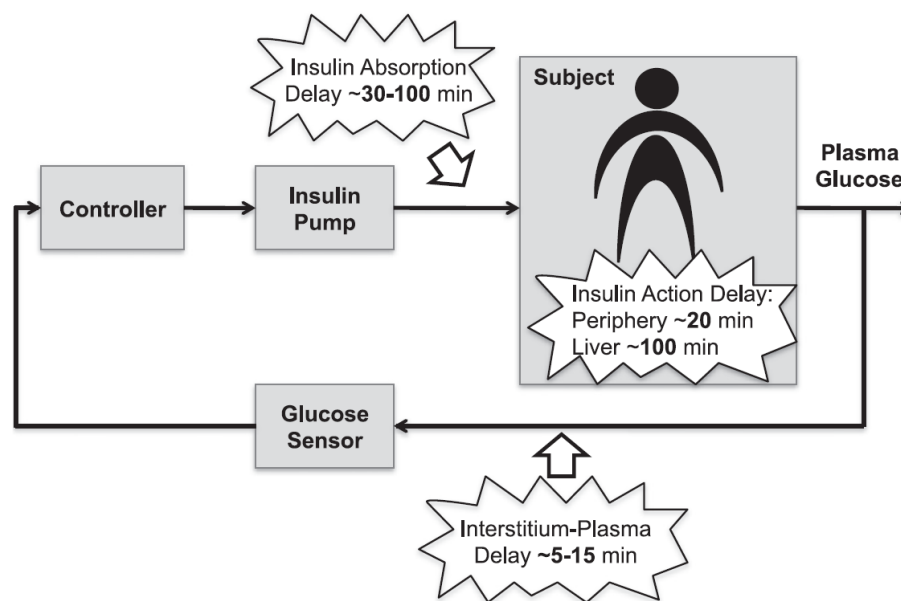 Insulin Absorption
Delay ~30-100 min
Subject
Plasma
Glucose
Controller
Insulin
Pump
Insulin Action Delay:
Periphery ~20 min
Liver ~100 min
Glucose
Sensor
Interstitium-Plasma
Delay ~5-15 min